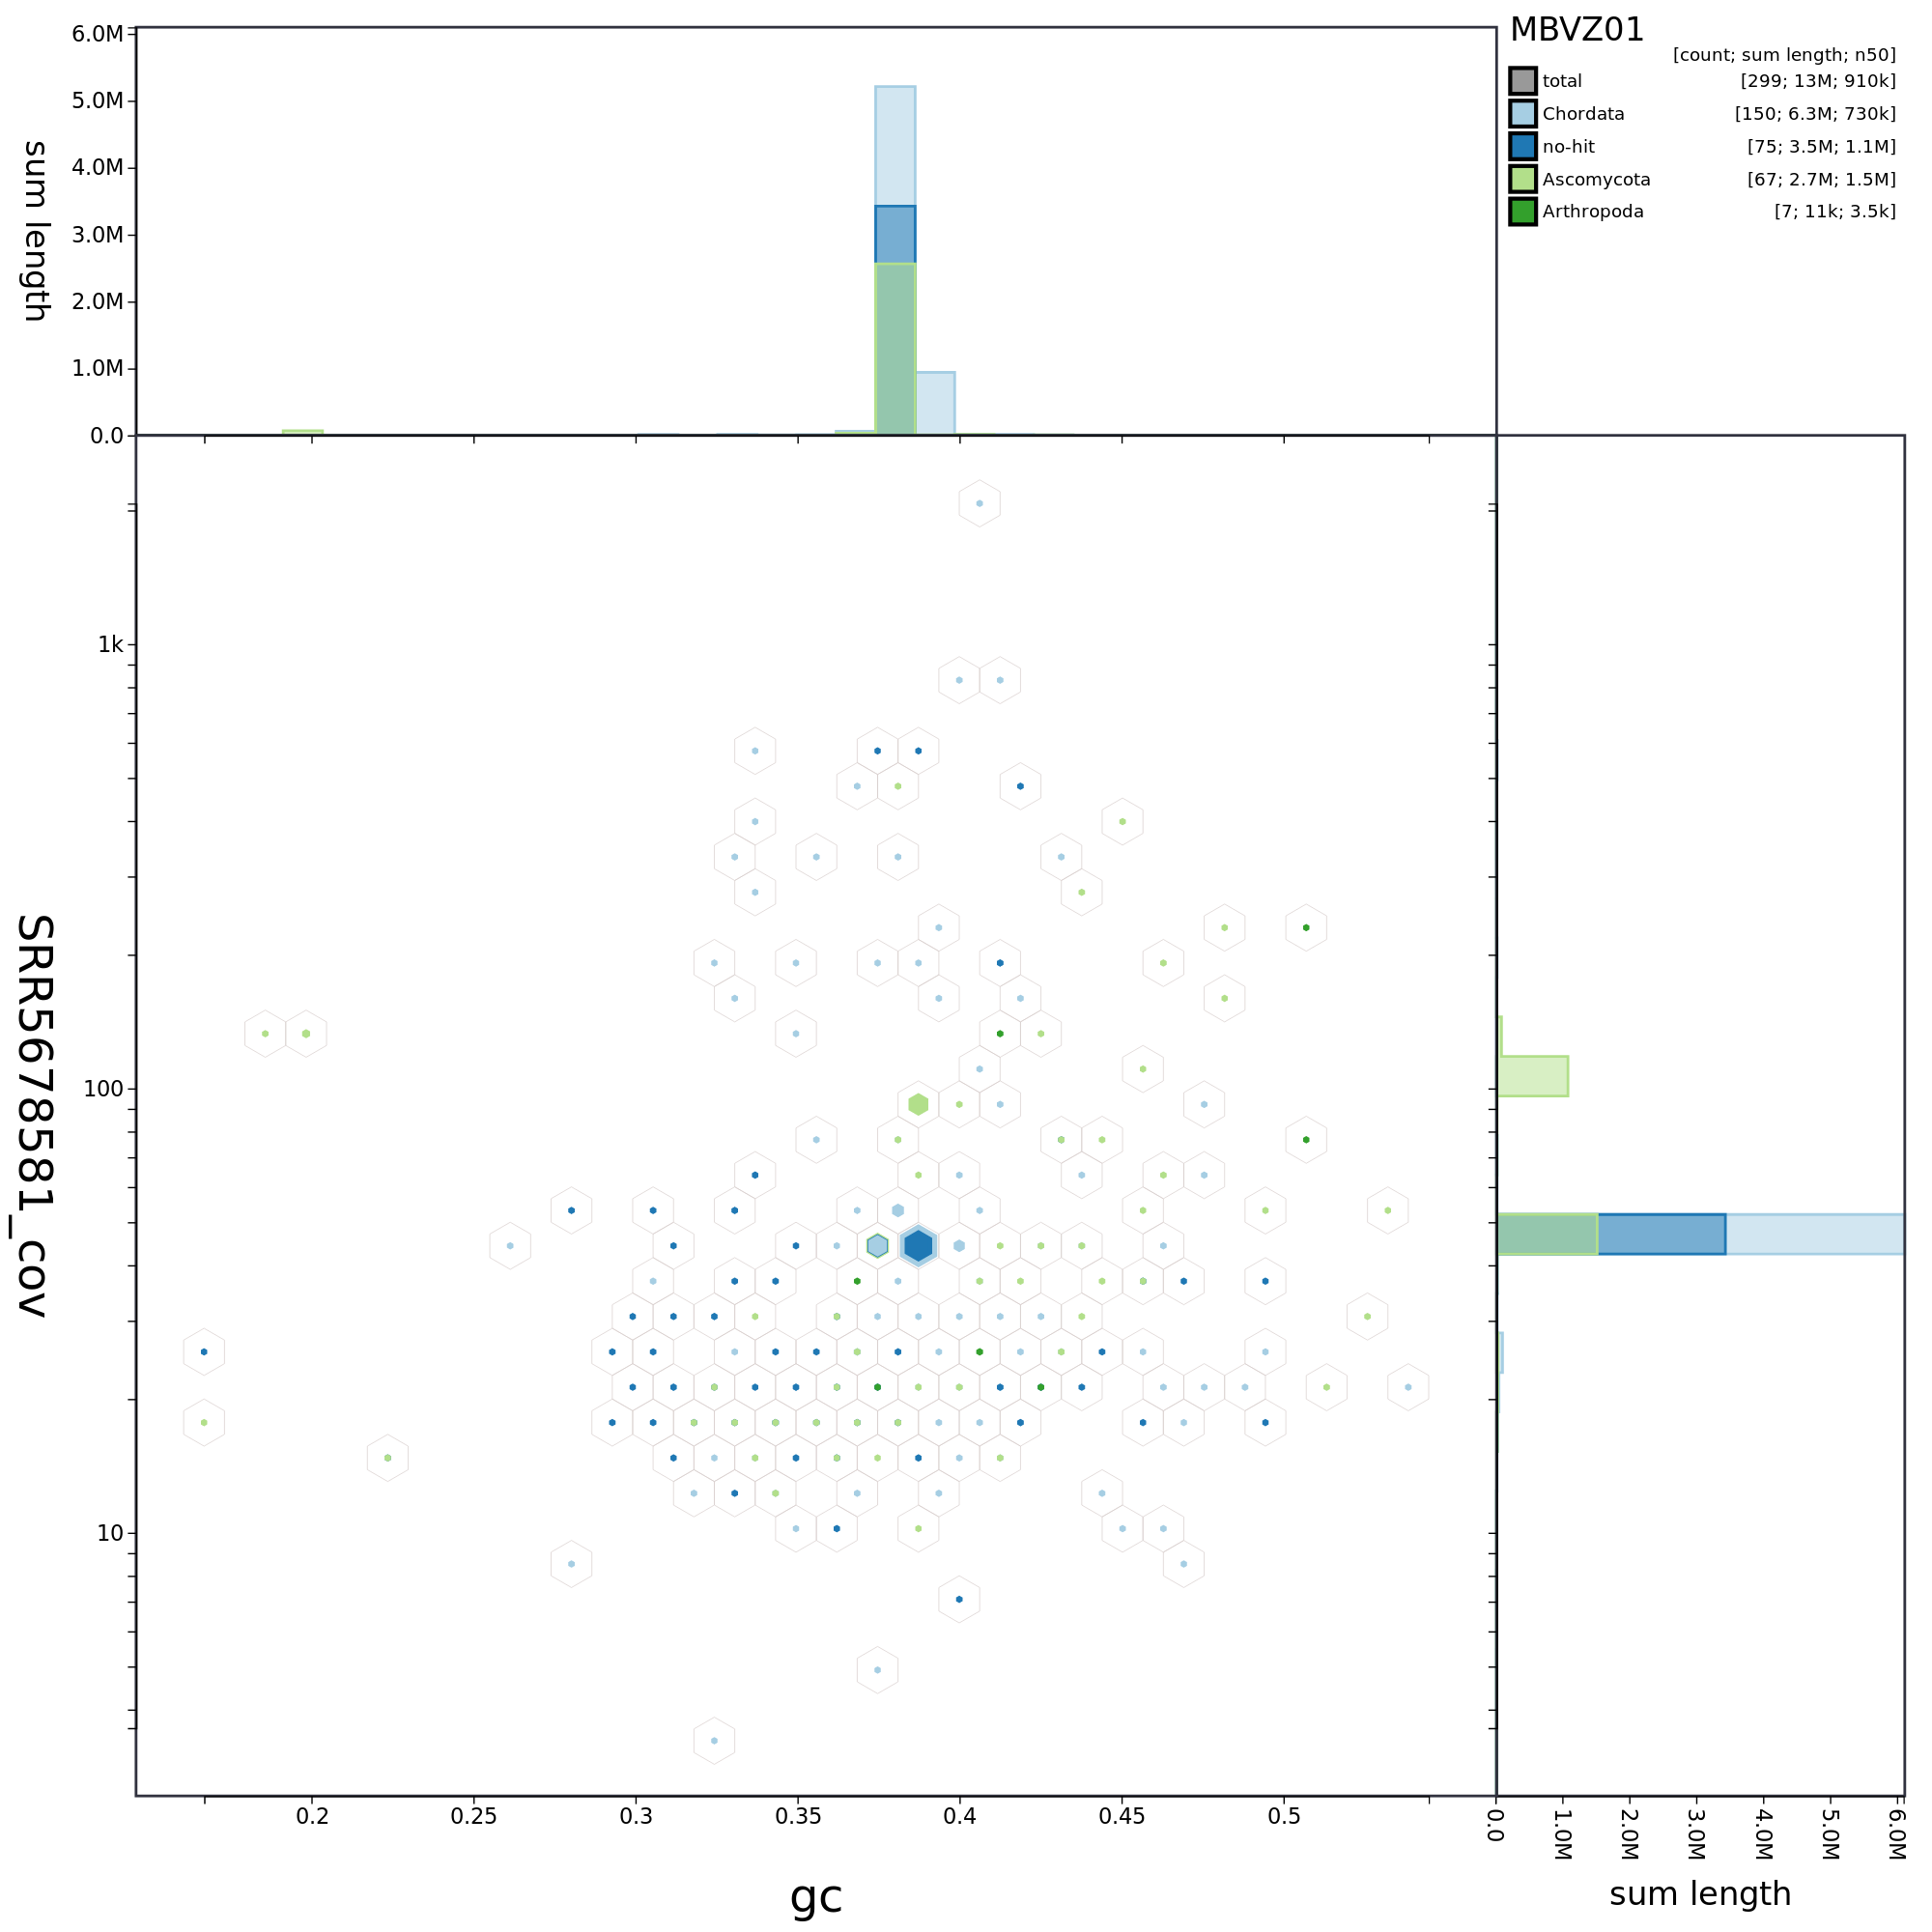 MBVZ01
[count; sum length; n50]
total [299; 13M; 910k]
Chordata [150; 6.3M; 730k]
no-hit [75; 3.5M; 1.1M]
Ascomycota [67; 2.7M; 1.5M]
Arthropoda [7; 11k; 3.5k]
sum length
6.0M
5.0M
4.0M
3.0M
2.0M
1.0M
0.0
SRR5678581_cov
1k
100
10
0.2 0.25 0.3 0.35 0.4 0.45 0.5
gc
0.0 1.0M 2.0M 3.0M 4.0M 5.0M 6.0M
sum length